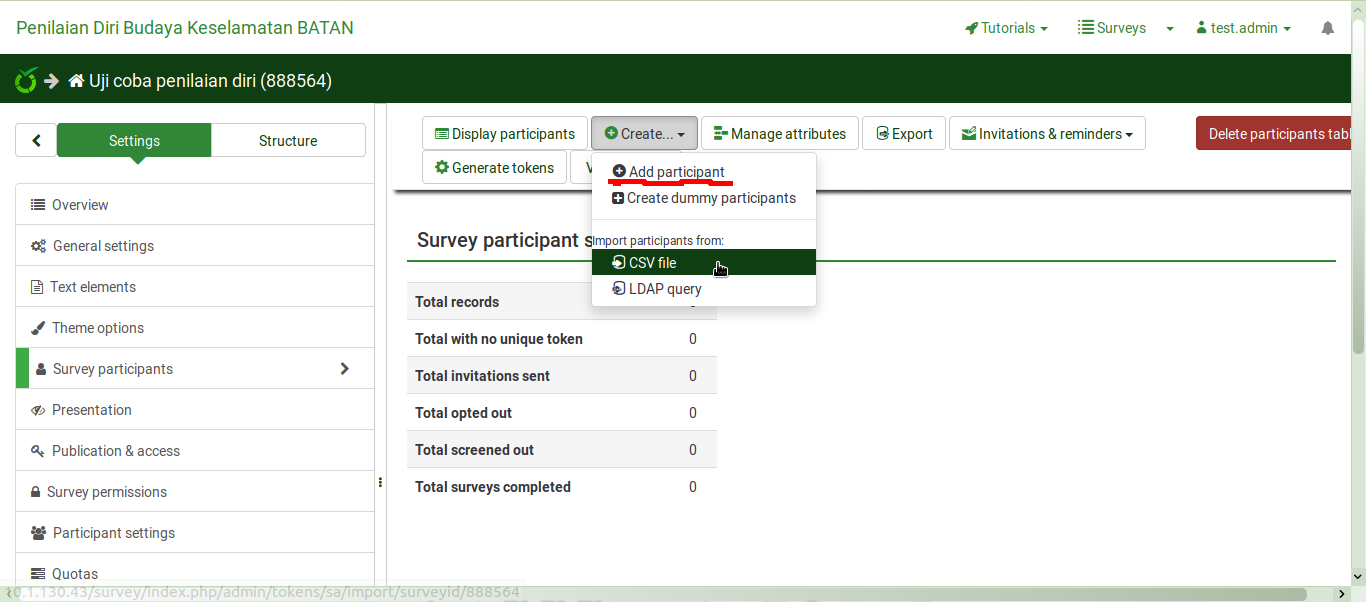 Penilaian Diri Budaya Keselamatan BATAN
Tutorials
Surveys
test.admin
Uji coba penilaian diri (888564)
Settings
Structure
Display participants
Create...
Manage attributes
Export
Invitations & reminders
Delete participants tabl
Generate tokens
Add participant
Create dummy participants
Import participants from:
CSV file
LDAP query
Overview
General settings
Text elements
Theme options
Survey participants
Presentation
Publication & access
Survey permissions
Participant settings
Quotas
Survey participant s
Total records
Total with no unique token 0
Total invitations sent 0
Total opted out 0
Total screened out 0
Total surveys completed 0
0.1.130.43/survey/index.php/admin/tokens/sa/import/surveyid/888564